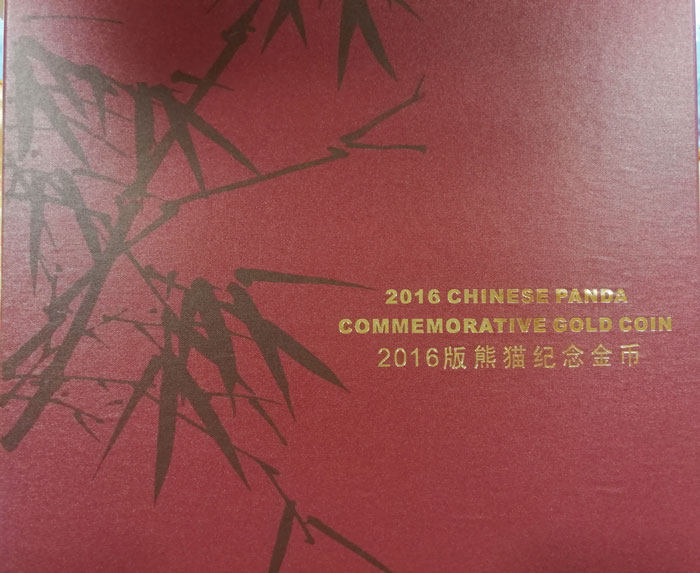 2016 CHINESE PANDA
COMMEMORATIVE GOLD COIN
2016版熊猫纪念金币